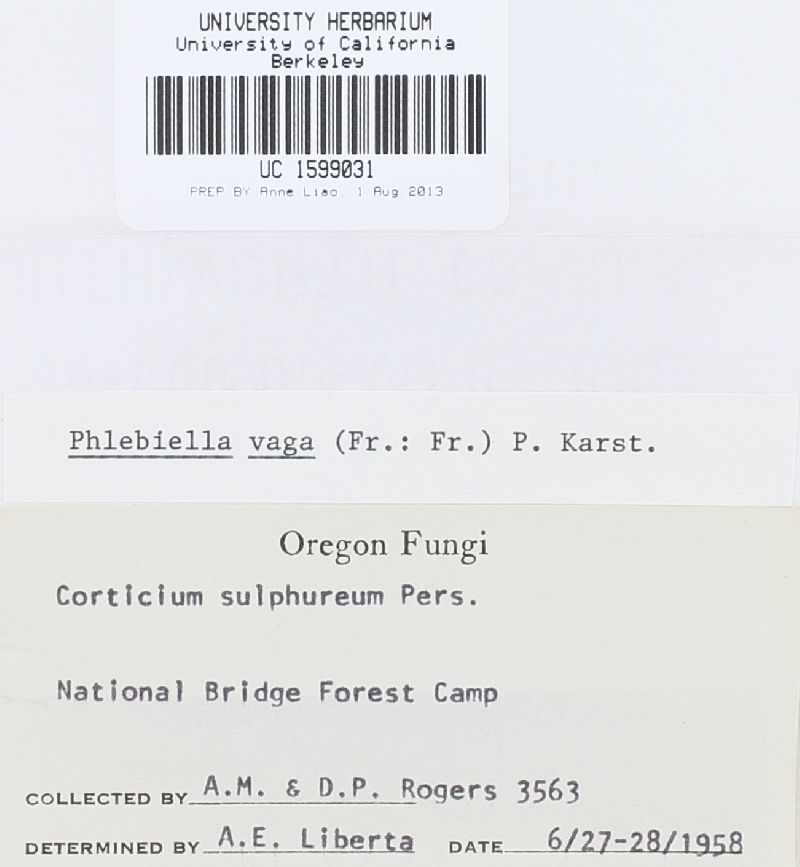 UNIVERSITY HERBARIUM
University of California
Berkeley
UC 1599031
PREP BY Anne Liao, 1 Aug 2013
Phlebiella vaga (Fr.: Fr.) P. Karst.
Oregon Fungi
Corticium sulphureum Pers.
National Bridge Forest Camp
COLLECTED BY A.M. & D.P. Rogers 3563
DETERMINED BY A.E. Liberta DATE 6/27-28/1958